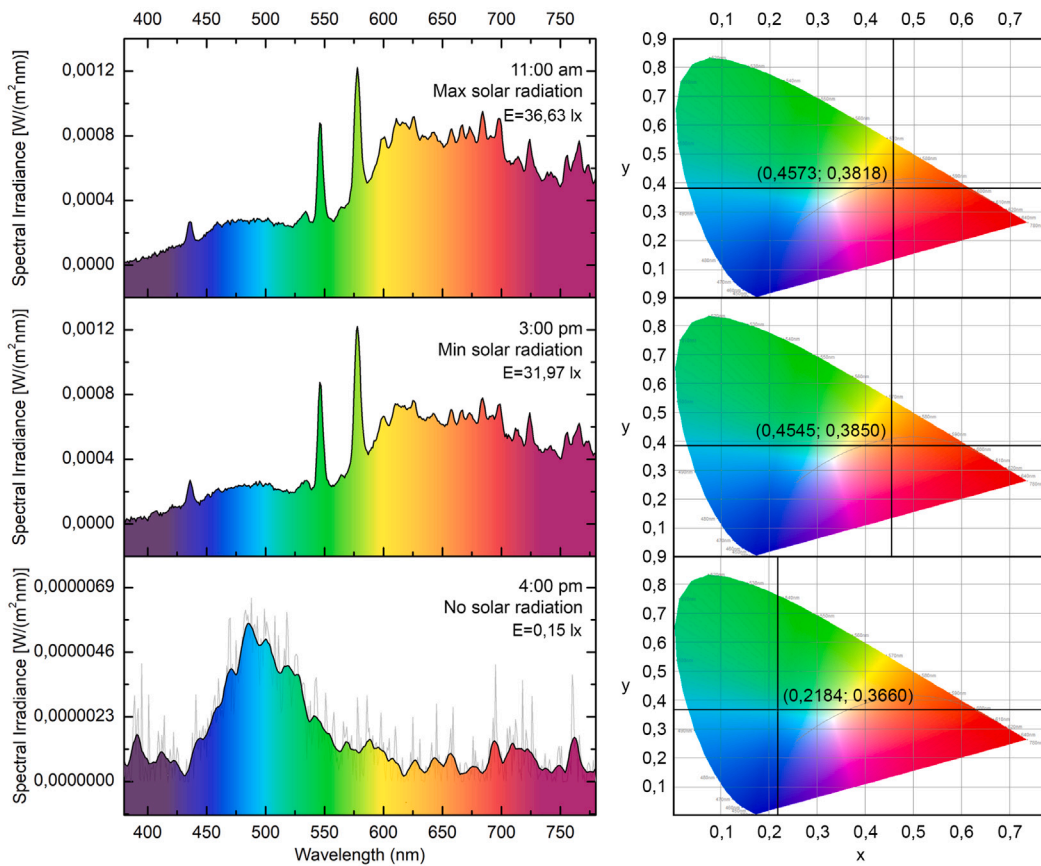 400 450 500 550 600 650 700 750
0,1 0,2 0,3 0,4 0,5 0,6 0,7
Spectral Irradiance [W/(m²nm)]
0,0012
0,0008
0,0004
0,0000
11:00 am
Max solar radiation
E=36,63 lx
y
0,9
0,8
0,7
0,6
0,5
0,4
0,3
0,2
0,1
(0,4573; 0,3818)
Spectral Irradiance [W/(m²nm)]
0,0012
0,0008
0,0004
0,0000
3:00 pm
Min solar radiation
E=31,97 lx
y
0,9
0,8
0,7
0,6
0,5
0,4
0,3
0,2
0,1
(0,4545; 0,3850)
Spectral Irradiance [W/(m²nm)]
0,0000069
0,0000046
0,0000023
0,0000000
4:00 pm
No solar radiation
E=0,15 lx
y
0,9
0,8
0,7
0,6
0,5
0,4
0,3
0,2
0,1
(0,2184; 0,3660)
400 450 500 550 600 650 700 750
Wavelength (nm)
0,1 0,2 0,3 0,4 0,5 0,6 0,7
x